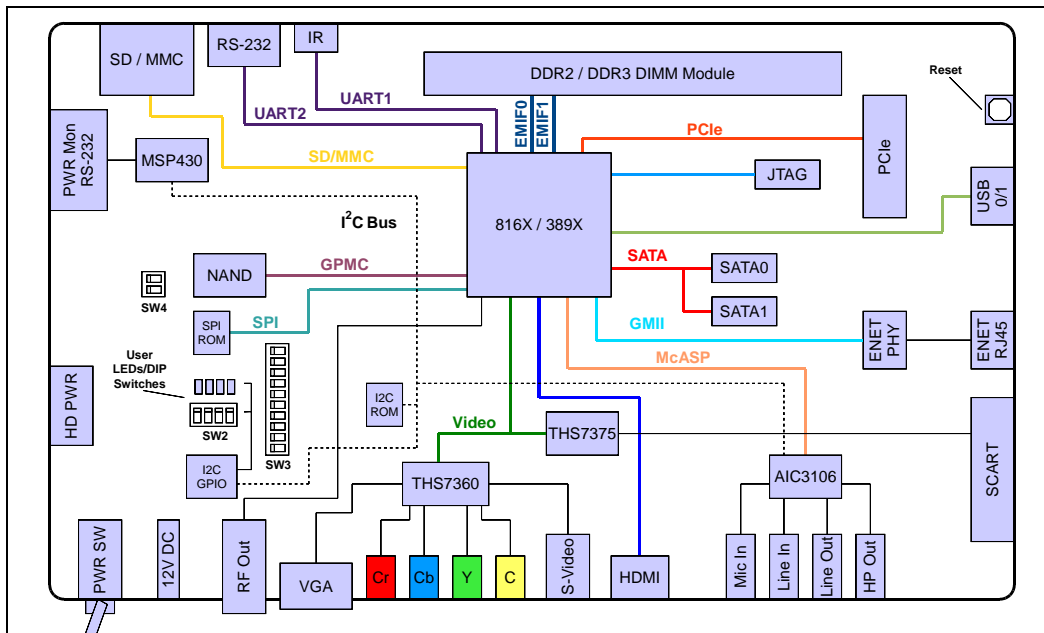 SD / MMC
RS-232
IR
DDR2 / DDR3 DIMM Module
Reset
UART1
UART2
EMIF0
EMIF1
PCIe
PCIe
PWR Mon
RS-232
MSP430
SD/MMC
JTAG
USB
0/1
I2C Bus
816X / 389X
NAND
GPMC
SATA
SATA0
SW4
SPI
ROM
SPI
SATA1
GMII
ENET
PHY
ENET
RJ45
McASP
User
LEDs/DIP
Switches
HD PWR
SW2
SW3
I2C
ROM
Video
THS7375
SCART
I2C
GPIO
THS7360
AIC3106
PWR SW
12V DC
RF Out
VGA
Cr
Cb
Y
C
S-Video
HDMI
Mic In
Line In
Line Out
HP Out